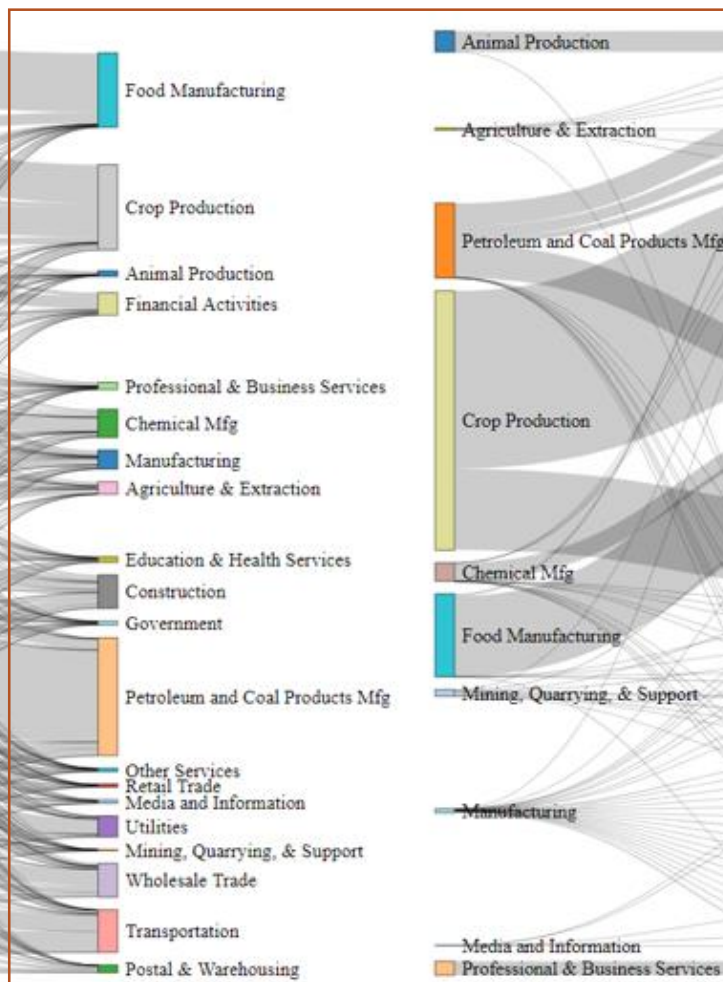 Food Manufacturing
Crop Production
Animal Production
Financial Activities
Professional & Business Services
Chemical Mfg
Manufacturing
Agriculture & Extraction
Education & Health Services
Construction
Government
Petroleum and Coal Products Mfg
Other Services
Retail Trade
Media and Information
Utilities
Mining, Quarrying, & Support
Wholesale Trade
Transportation
Postal & Warehousing
Animal Production
Agriculture & Extraction
Petroleum and Coal Products Mfg
Crop Production
Chemical Mfg
Food Manufacturing
Mining, Quarrying, & Support
Manufacturing
Media and Information
Professional & Business Services